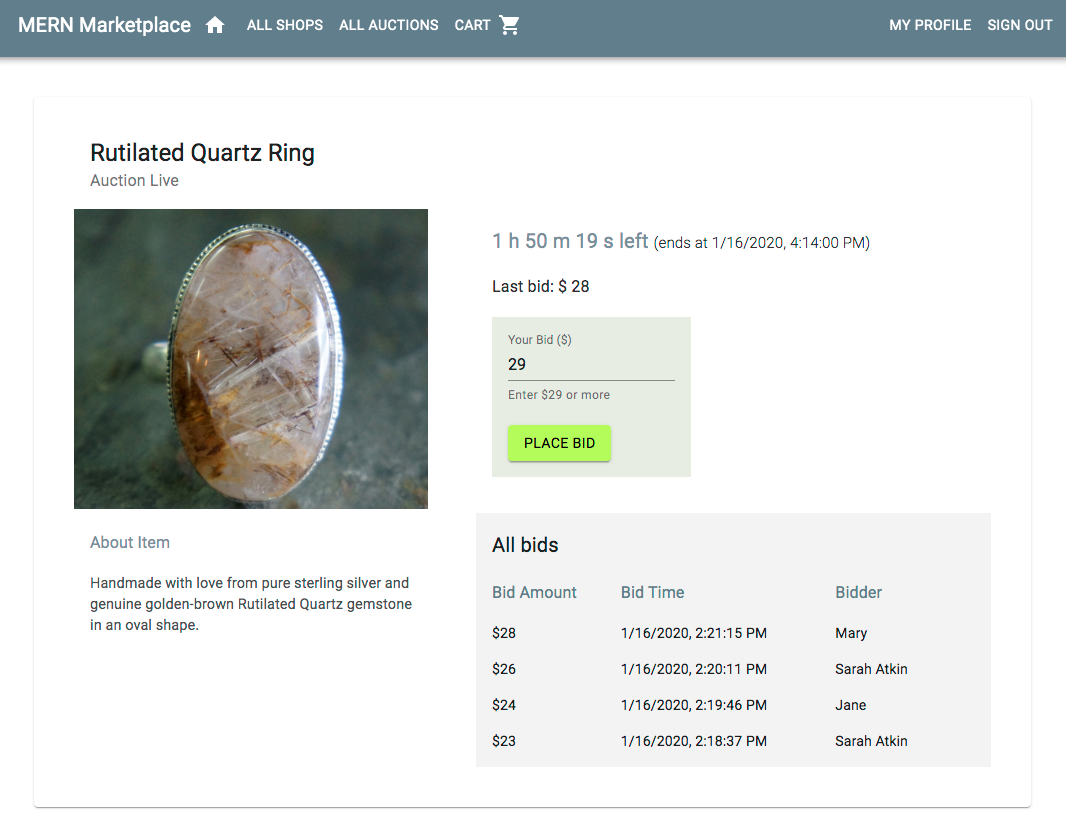 MERN Marketplace ALL SHOPS ALL AUCTIONS CART MY PROFILE SIGN OUT
Rutilated Quartz Ring
Auction Live
1 h 50 m 19 s left (ends at 1/16/2020, 4:14:00 PM)
Last bid: $ 28
Your Bid ($)
29
Enter $29 or more
PLACE BID
About Item
Handmade with love from pure sterling silver and
genuine golden-brown Rutilated Quartz gemstone
in an oval shape.
All bids
Bid Amount Bid Time Bidder
$28 1/16/2020, 2:21:15 PM Mary
$26 1/16/2020, 2:20:11 PM Sarah Atkin
$24 1/16/2020, 2:19:46 PM Jane
$23 1/16/2020, 2:18:37 PM Sarah Atkin